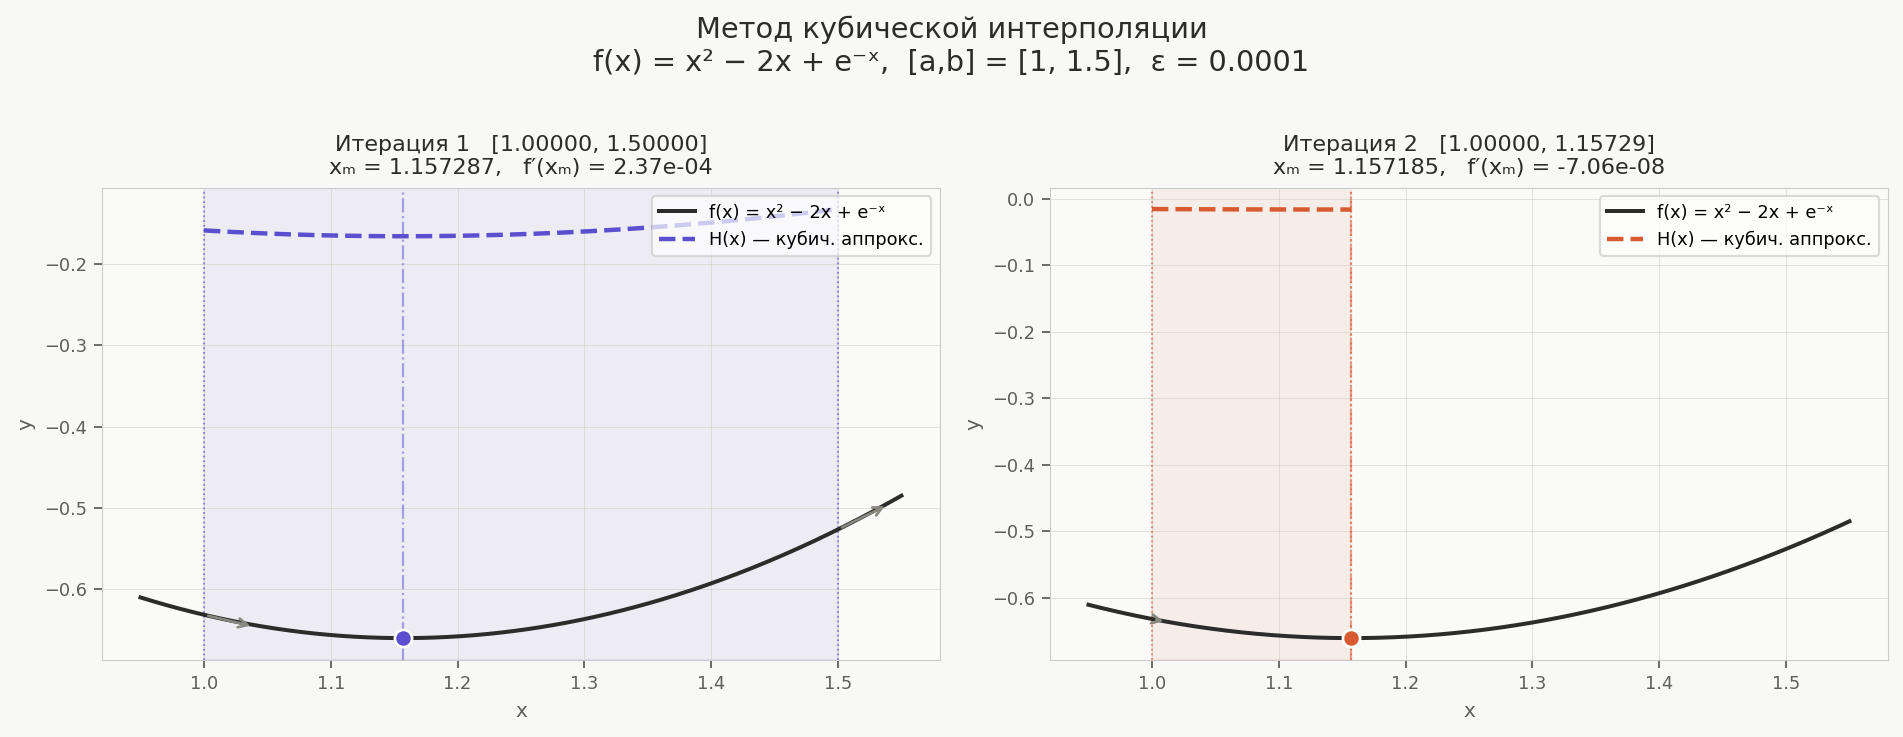 Метод кубической интерполяции
f(x) = x² − 2x + e⁻ˣ,  [a,b] = [1, 1.5],  ε = 0.0001
Итерация 1   [1.00000, 1.50000]
xₘ = 1.157287,   f′(xₘ) = 2.37e-04
f(x) = x² − 2x + e⁻ˣ
H(x) — кубич. аппрокс.
−0.2
−0.3
−0.4
−0.5
−0.6
y
1.0
1.1
1.2
1.3
1.4
1.5
x
Итерация 2   [1.00000, 1.15729]
xₘ = 1.157185,   f′(xₘ) = -7.06e-08
f(x) = x² − 2x + e⁻ˣ
H(x) — кубич. аппрокс.
0.0
−0.1
−0.2
−0.3
−0.4
−0.5
−0.6
y
1.0
1.1
1.2
1.3
1.4
1.5
x